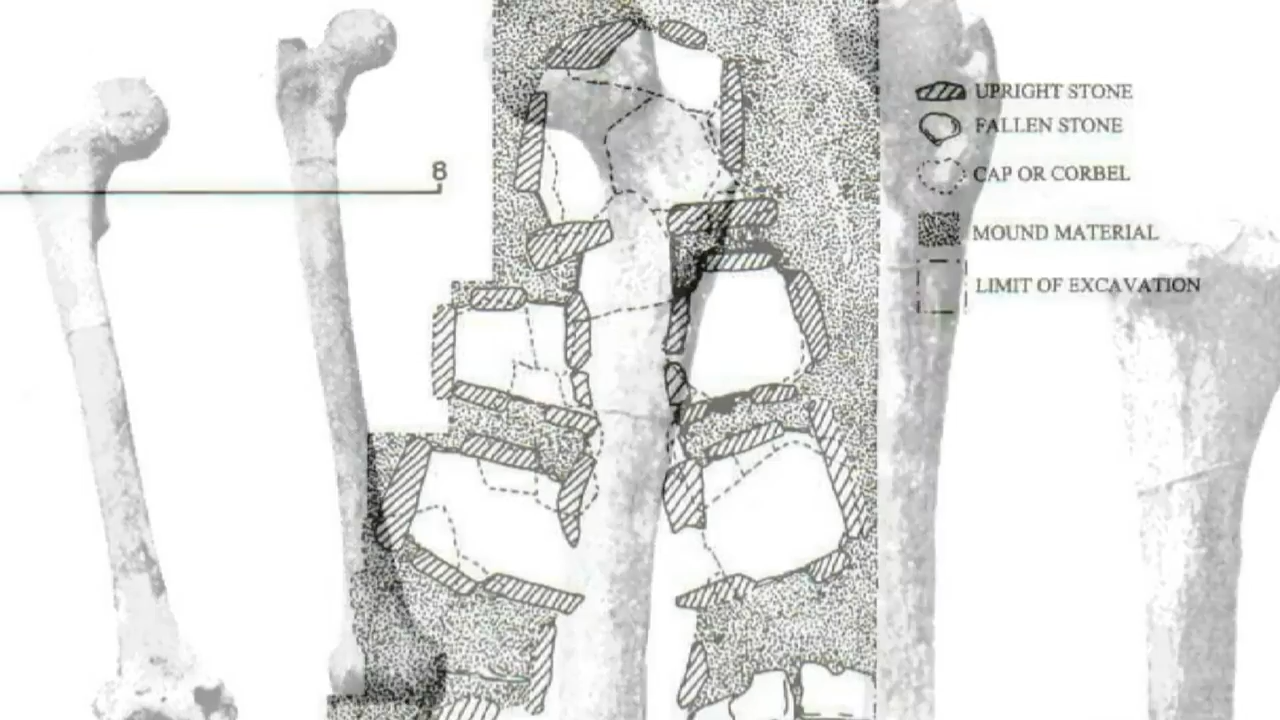 8
UPRIGHT STONE
FALLEN STONE
CAP OR CORBEL
MOUND MATERIAL
LIMIT OF EXCAVATION